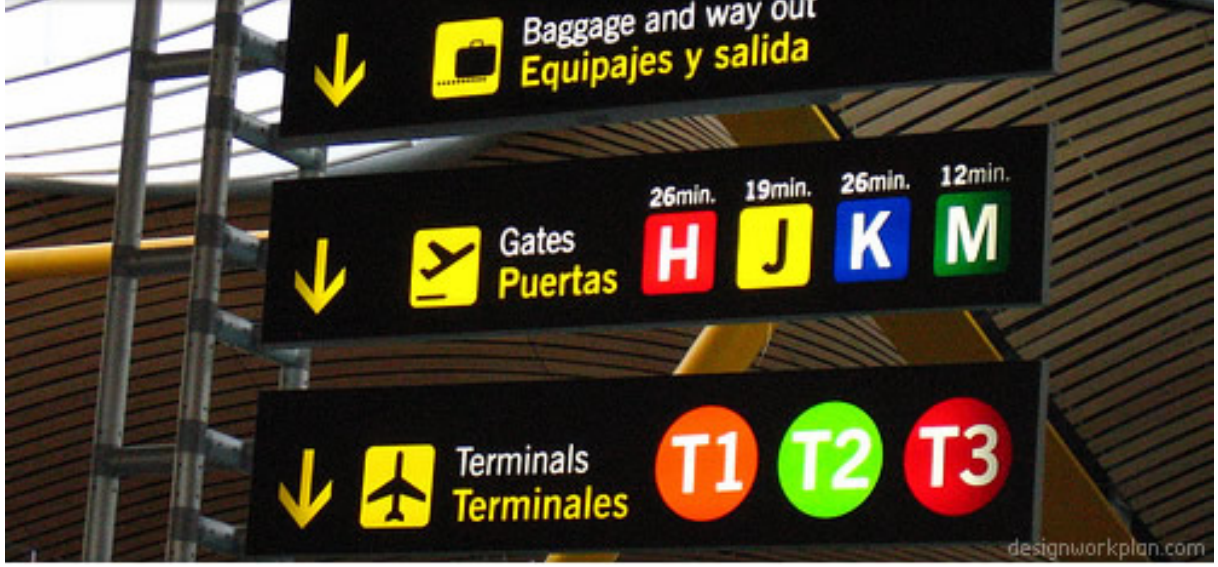 Baggage and way out
Equipajes y salida
26min. 19min. 26min. 12min.
Gates
Puertas
H J K M
Terminals
Terminales
T1 T2 T3
designworkplan.com